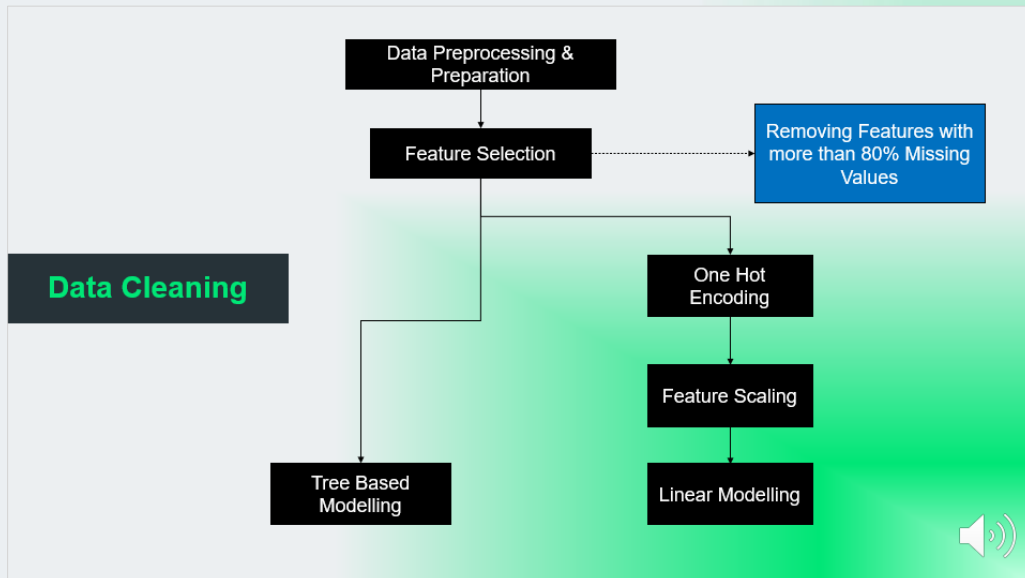 Data Preprocessing &
Preparation
Feature Selection
Removing Features with
more than 80% Missing
Values
Data Cleaning
One Hot
Encoding
Feature Scaling
Tree Based
Modelling
Linear Modelling